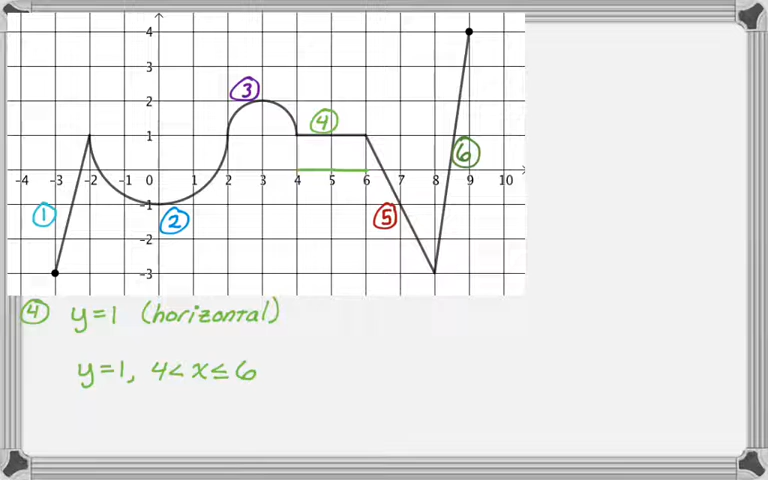 4
3
③
2
④
1
⑥
-4 -3 -2 -1 0 1 2 3 4 5 6 7 8 9 10
① -1 ② ⑤
-2
-3
④ y=1 (horizontal)
y=1, 4< x ≤ 6